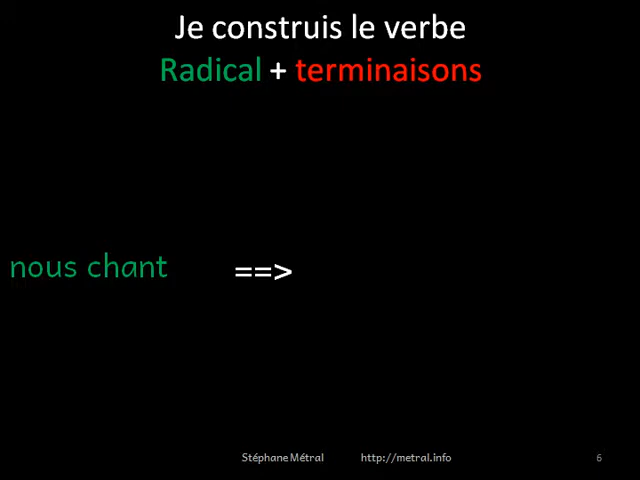 Je construis le verbe
Radical + terminaisons
nous chant ==>
Stéphane Métral http://metral.info 6